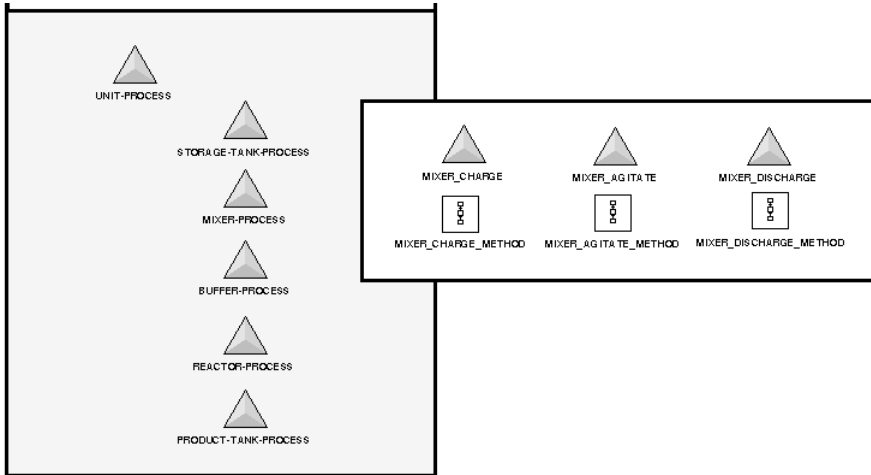 UNIT-PROCESS
STORAGE-TANK-PROCESS
MIXER-PROCESS
BUFFER-PROCESS
REACTOR-PROCESS
PRODUCT-TANK-PROCESS
MIXER_CHARGE MIXER_AGITATE MIXER_DISCHARGE
MIXER_CHARGE_METHOD MIXER_AGITATE_METHOD MIXER_DISCHARGE_METHOD